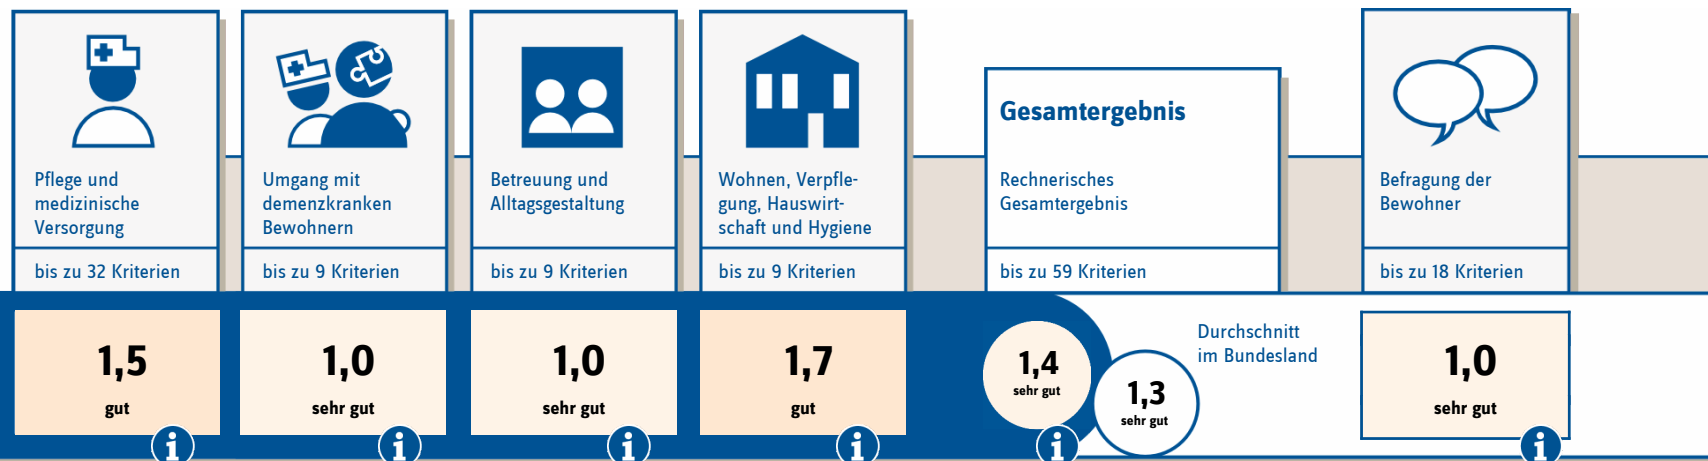 Pflege und
medizinische
Versorgung
bis zu 32 Kriterien
1,5
gut
Umgang mit
demenzkranken
Bewohnern
bis zu 9 Kriterien
1,0
sehr gut
Betreuung und
Alltagsgestaltung
bis zu 9 Kriterien
1,0
sehr gut
Wohnen, Verpfle-
gung, Hauswirt-
schaft und Hygiene
bis zu 9 Kriterien
1,7
gut
Gesamtergebnis
Rechnerisches
Gesamtergebnis
bis zu 59 Kriterien
1,4
sehr gut
1,3
sehr gut
Durchschnitt
im Bundesland
Befragung der
Bewohner
bis zu 18 Kriterien
1,0
sehr gut
i
i
i
i
i
i